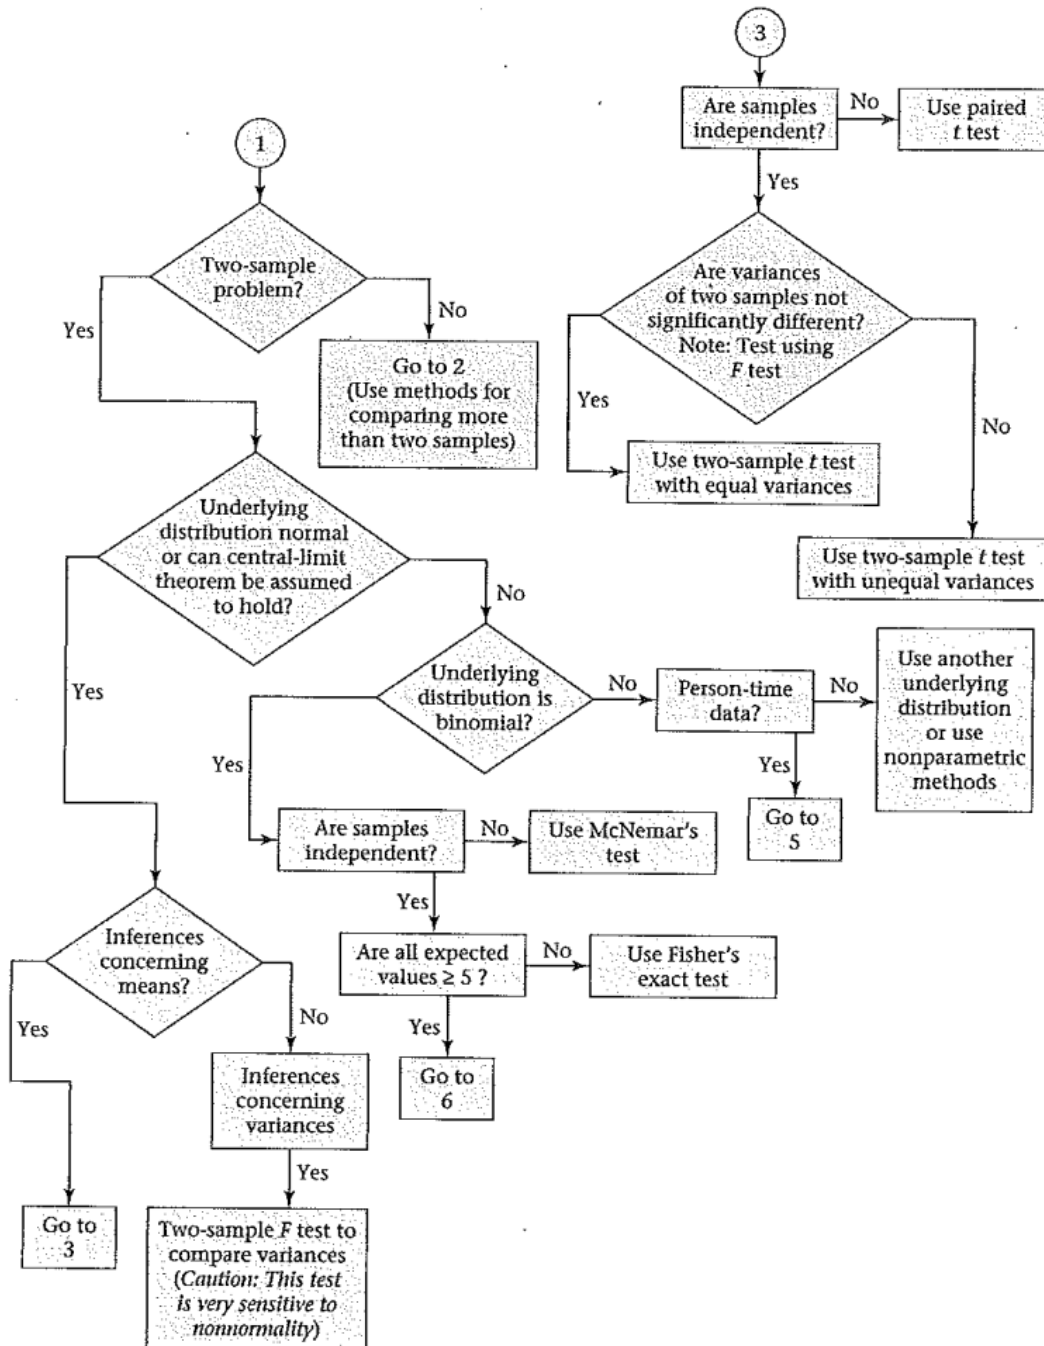 1
Two-sample
problem?
Yes
No
Go to 2
(Use methods for
comparing more
than two samples)
Underlying
distribution normal
or can central-limit
theorem be assumed
to hold?
Yes
No
Underlying
distribution is
binomial?
No
Person-time
data?
No
Use another
underlying
distribution
or use
nonparametric
methods
Yes
Go to
5
Yes
Are samples
independent?
No
Use McNemar's
test
Yes
Are all expected
values ≥ 5 ?
No
Use Fisher's
exact test
Yes
Go to
6
Inferences
concerning
means?
Yes
No
Go to
3
Inferences
concerning
variances
Yes
Two-sample F test to
compare variances
(Caution: This test
is very sensitive to
nonnormality)
3
Are samples
independent?
No
Use paired
t test
Yes
Are variances
of two samples not
significantly different?
Note: Test using
F test
Yes
Use two-sample t test
with equal variances
No
Use two-sample t test
with unequal variances